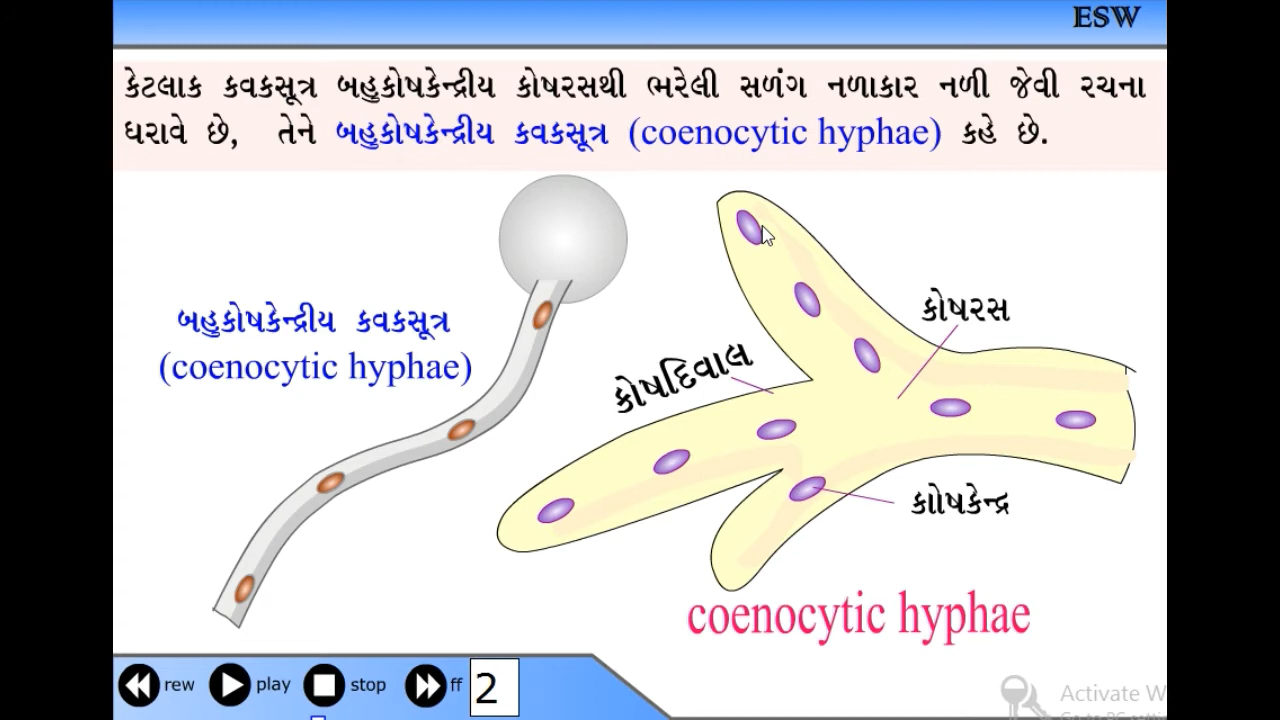 ESW
કેટલાક કવકસૂત્ર બહુકોષકેન્દ્રીય કોષરસથી ભરેલી સળંગ નળાકાર નળી જેવી રચના
ધરાવે છે, તેને બહુકોષકેન્દ્રીય કવકસૂત્ર (coenocytic hyphae) કહે છે.
બહુકોષકેન્દ્રીય કવકસૂત્ર
(coenocytic hyphae)
કોષરસ
કોષદિવાલ
કાોષકેન્દ્ર
coenocytic hyphae
rew play stop ff 2
Activate W